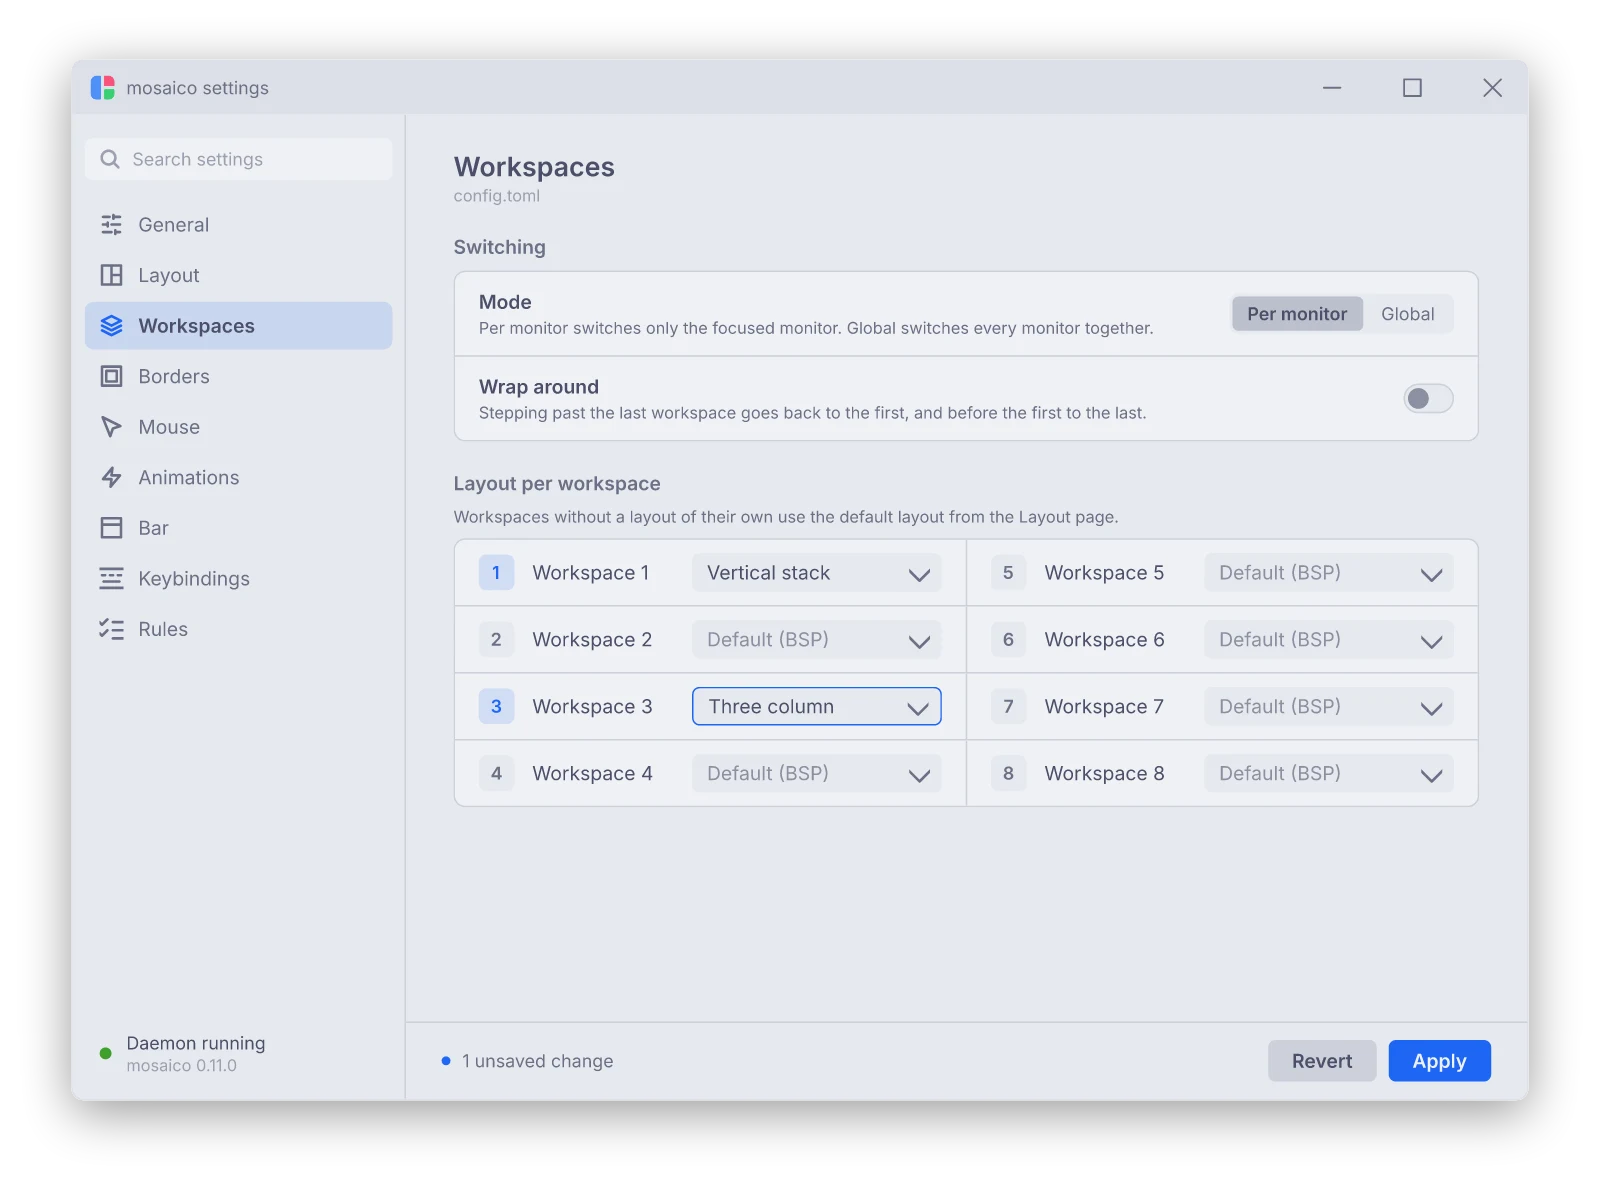 mosaico settings
Search settings
General
Layout
Workspaces
Borders
Mouse
Animations
Bar
Keybindings
Rules
Daemon running
mosaico 0.11.0
Workspaces
config.toml
Switching
Mode
Per monitor switches only the focused monitor. Global switches every monitor together.
Per monitor Global
Wrap around
Stepping past the last workspace goes back to the first, and before the first to the last.
Layout per workspace
Workspaces without a layout of their own use the default layout from the Layout page.
1 Workspace 1 Vertical stack
5 Workspace 5 Default (BSP)
2 Workspace 2 Default (BSP)
6 Workspace 6 Default (BSP)
3 Workspace 3 Three column
7 Workspace 7 Default (BSP)
4 Workspace 4 Default (BSP)
8 Workspace 8 Default (BSP)
1 unsaved change
Revert Apply